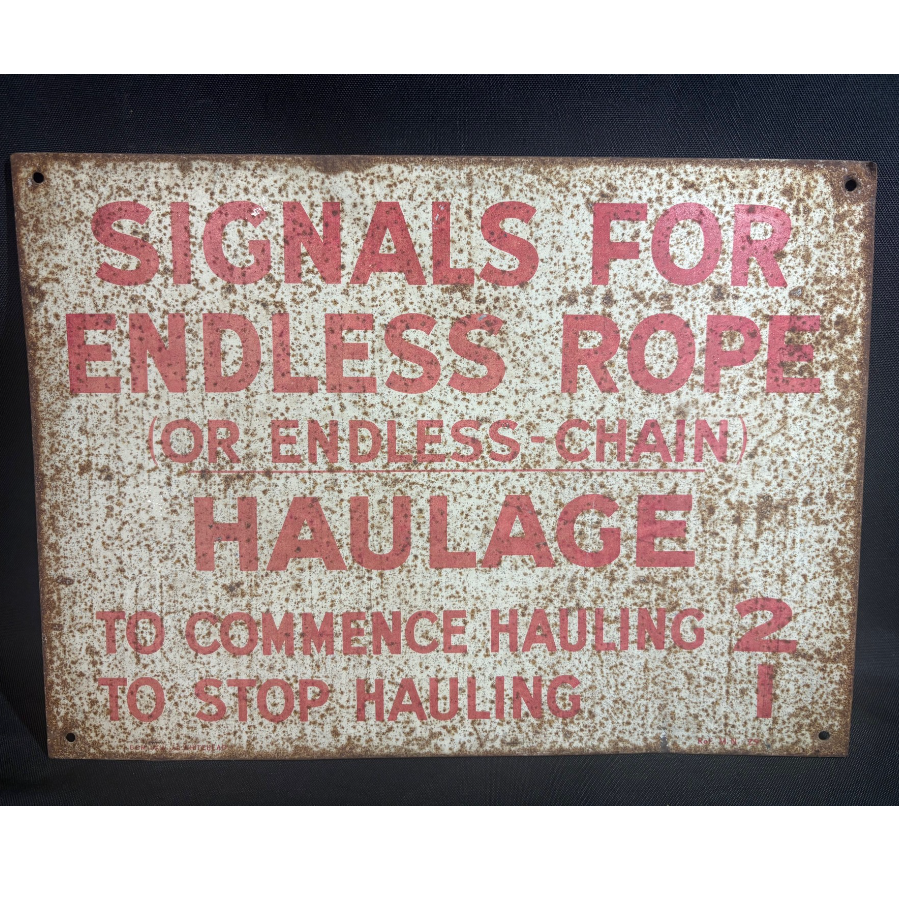 SIGNALS FOR
ENDLESS ROPE
(OR ENDLESS-CHAIN)
HAULAGE
TO COMMENCE HAULING 2
TO STOP HAULING 1